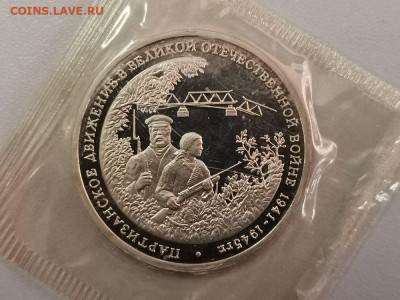 COINS.LAVE.RU
ПАРТИЗАНСКОЕ ДВИЖЕНИЕ В ВЕЛИКОЙ ОТЕЧЕСТВЕННОЙ ВОЙНЕ 1941-1945гг.